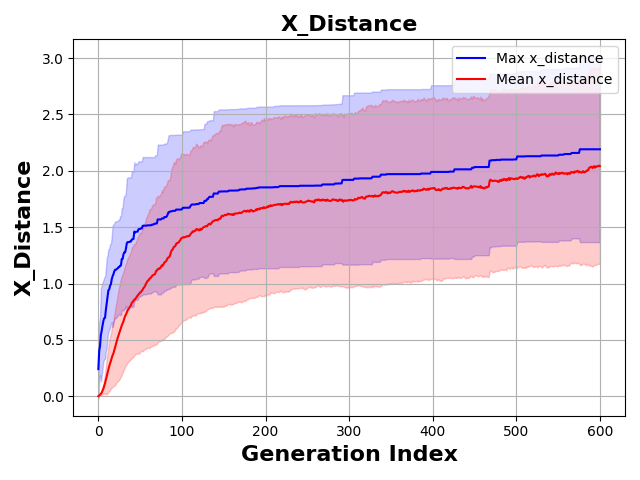 X_Distance
Max x_distance
Mean x_distance
3.0
2.5
2.0
1.5
1.0
0.5
0.0
X_Distance
0 100 200 300 400 500 600
Generation Index